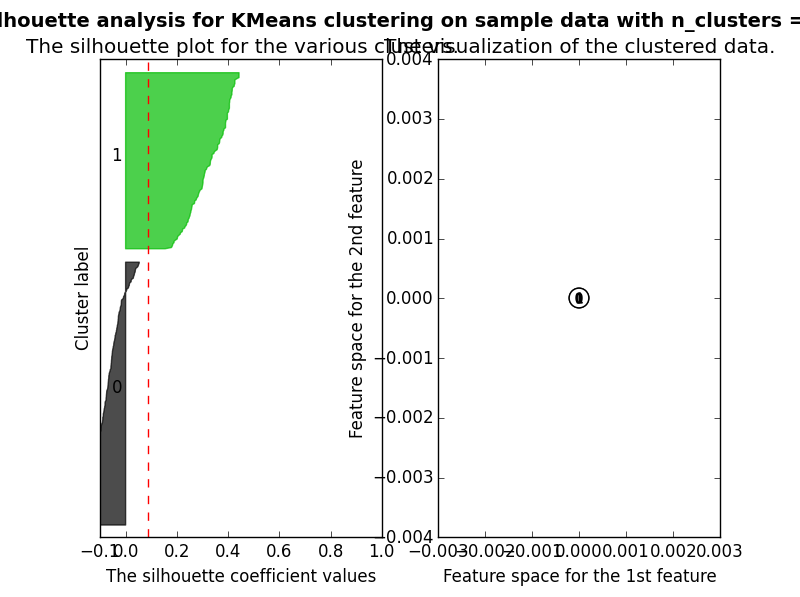 lhouette analysis for KMeans clustering on sample data with n_clusters =
The silhouette plot for the various clusters.
The visualization of the clustered data.
1
0
Cluster label
−0.1 0.0 0.2 0.4 0.6 0.8 1.0
The silhouette coefficient values
0.004
0.003
0.002
0.001
0.000
−0.001
−0.002
−0.003
−0.004
Feature space for the 2nd feature
−0.003 −0.002 −0.001 0.000 0.001 0.002 0.003
Feature space for the 1st feature